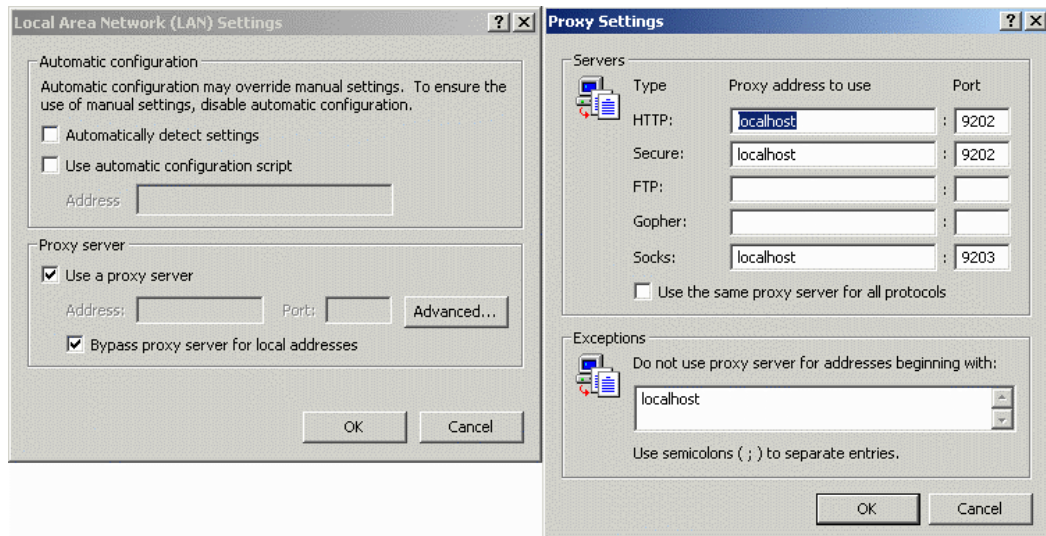 Local Area Network (LAN) Settings
Automatic configuration
Automatic configuration may override manual settings. To ensure the
use of manual settings, disable automatic configuration.
Automatically detect settings
Use automatic configuration script
Address
Proxy server
Use a proxy server
Address: Port: Advanced...
Bypass proxy server for local addresses
OK Cancel
Proxy Settings
Servers
Type Proxy address to use Port
HTTP: localhost : 9202
Secure: localhost : 9202
FTP: :
Gopher: :
Socks: localhost : 9203
Use the same proxy server for all protocols
Exceptions
Do not use proxy server for addresses beginning with:
localhost
Use semicolons ( ; ) to separate entries.
OK Cancel